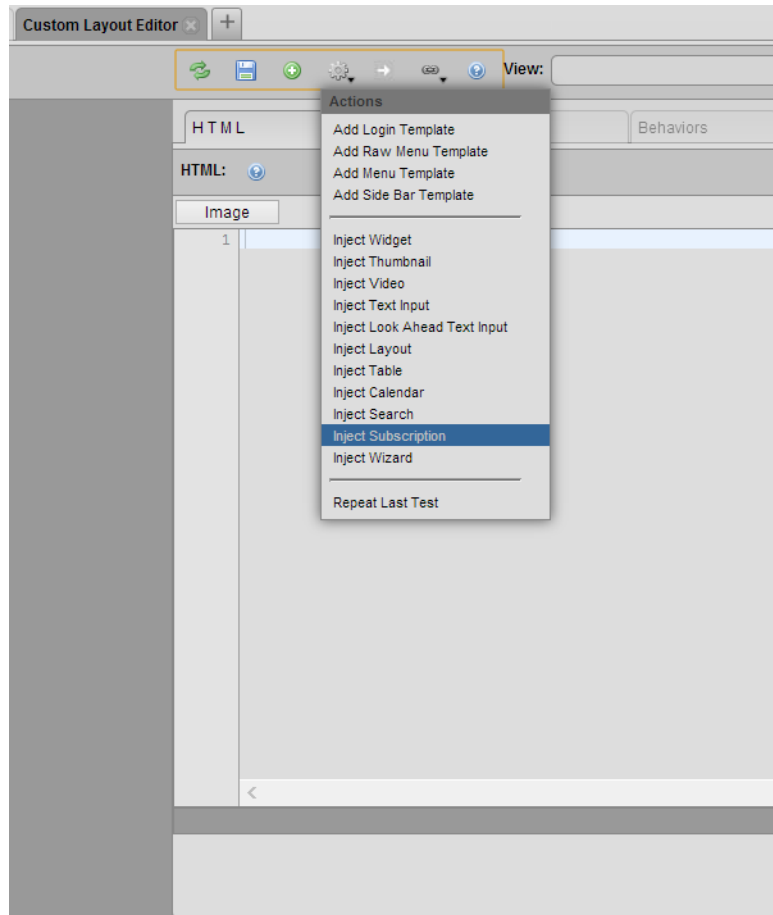 Custom Layout Editor
View:
Actions
HTML
Behaviors
Add Login Template
Add Raw Menu Template
HTML:
Add Menu Template
Add Side Bar Template
Image
1
Inject Widget
Inject Thumbnail
Inject Video
Inject Text Input
Inject Look Ahead Text Input
Inject Layout
Inject Table
Inject Calendar
Inject Search
Inject Subscription
Inject Wizard
Repeat Last Test